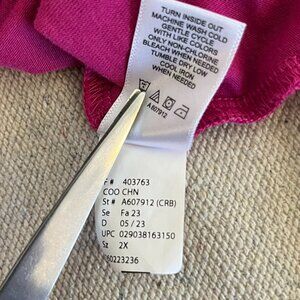 TURN INSIDE OUT
MACHINE WASH COLD
GENTLE CYCLE
WITH LIKE COLORS
ONLY NON-CHLORINE
BLEACH WHEN NEEDED
TUMBLE DRY LOW
COOL IRON
WHEN NEEDED
A607912
F # 403763
COO CHN
St # A607912 (CRB)
Se Fa 23
D 05 / 23
UPC 029038163150
Sz 2X
60223236